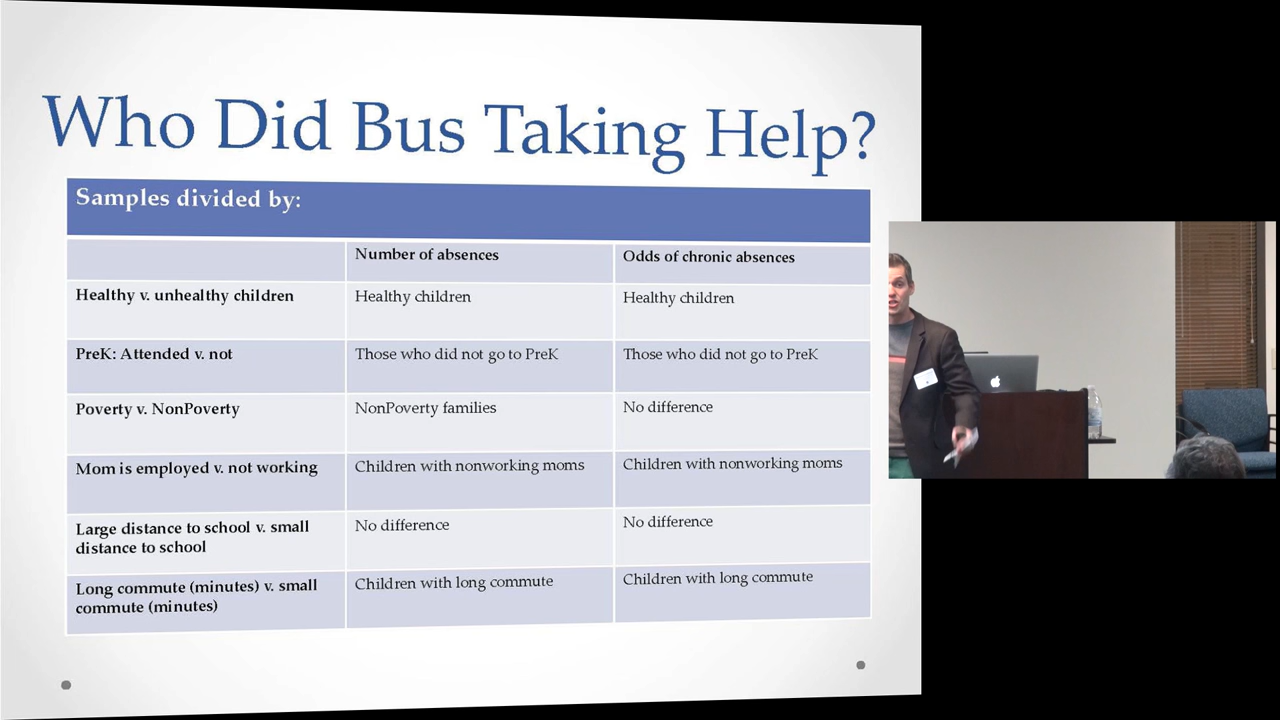 Who Did Bus Taking Help?
Samples divided by:
Number of absences
Odds of chronic absences
Healthy v. unhealthy children
Healthy children
Healthy children
PreK: Attended v. not
Those who did not go to PreK
Those who did not go to PreK
Poverty v. NonPoverty
NonPoverty families
No difference
Mom is employed v. not working
Children with nonworking moms
Children with nonworking moms
Large distance to school v. small
distance to school
No difference
No difference
Long commute (minutes) v. small
commute (minutes)
Children with long commute
Children with long commute